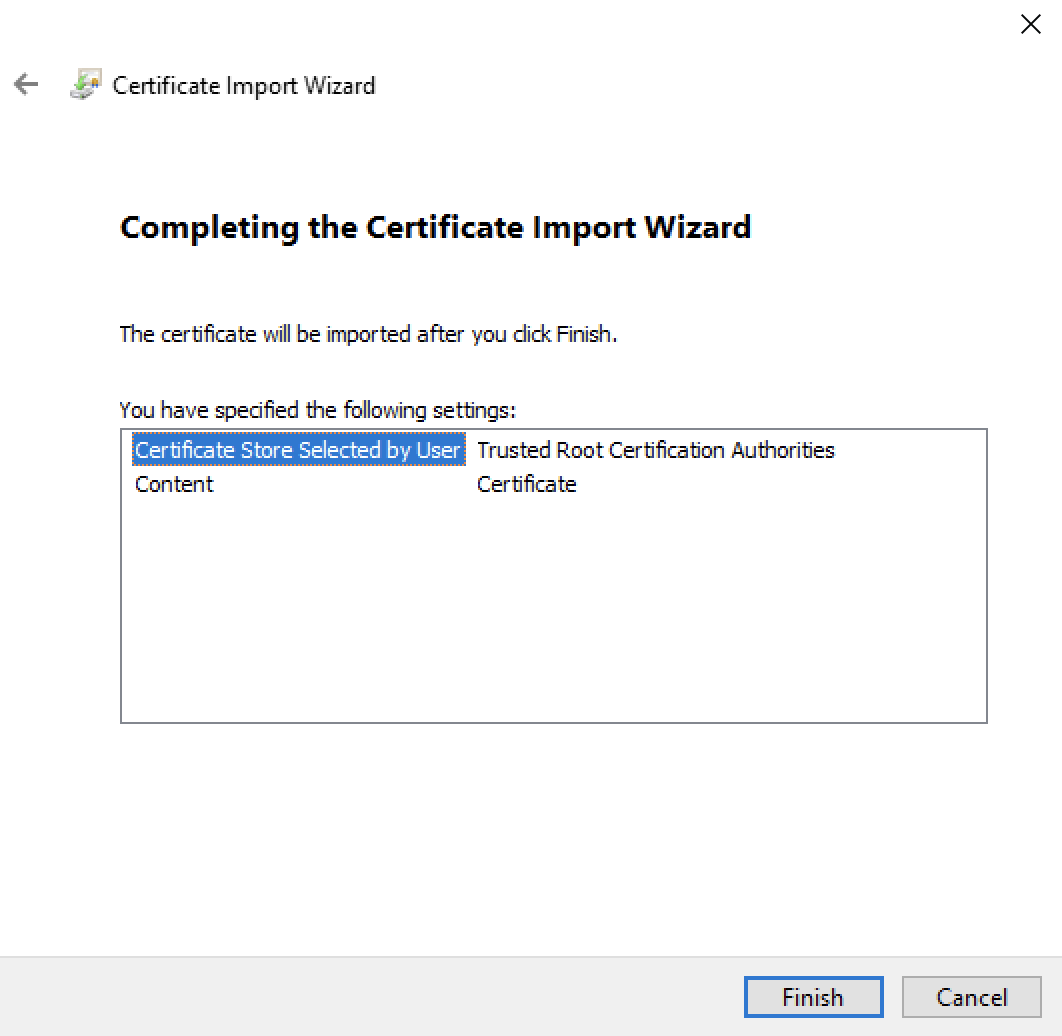 Certificate Import Wizard
Completing the Certificate Import Wizard
The certificate will be imported after you click Finish.
You have specified the following settings:
Certificate Store Selected by User Trusted Root Certification Authorities
Content Certificate
Finish Cancel